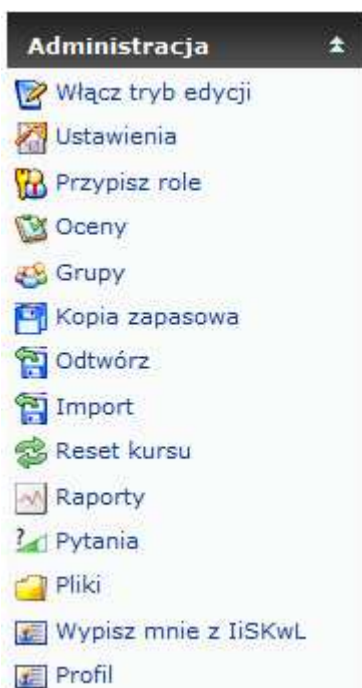 Administracja
Włącz tryb edycji
Ustawienia
Przypisz role
Oceny
Grupy
Kopia zapasowa
Odtwórz
Import
Reset kursu
Raporty
Pytania
Pliki
Wypisz mnie z IiSKwL
Profil